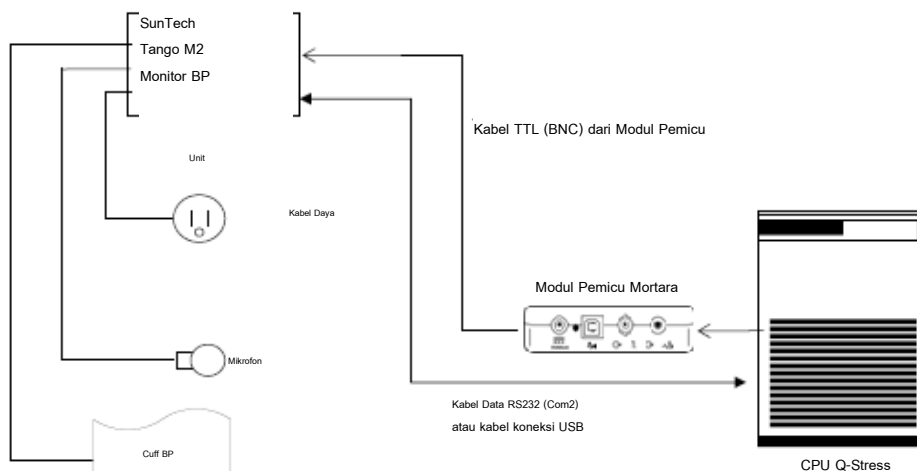 SunTech
Tango M2
Monitor BP
Kabel TTL (BNC) dari Modul Pemicu
Unit
Kabel Daya
Modul Pemicu Mortara
Mikrofon
Kabel Data RS232 (Com2)
atau kabel koneksi USB
Cuff BP
CPU Q-Stress